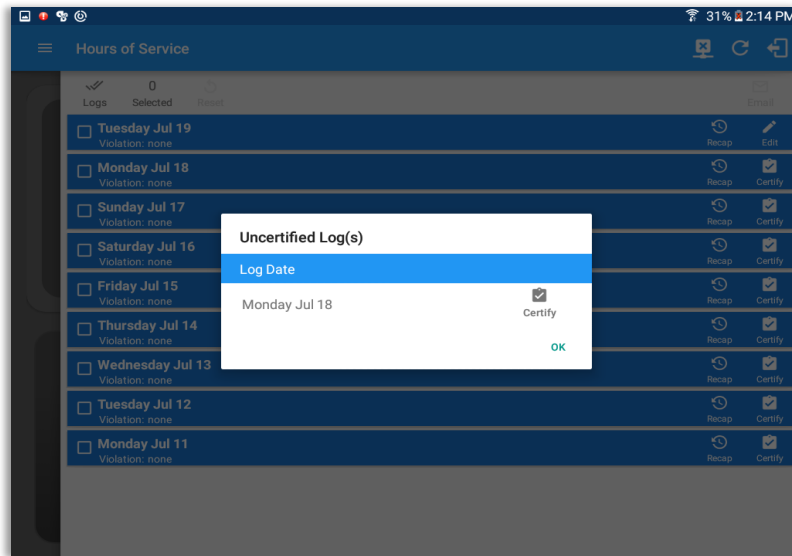 31% 2:14 PM
Hours of Service
Logs
0
Selected
Reset
Email
Tuesday Jul 19
Violation: none
Recap
Edit
Monday Jul 18
Violation: none
Recap
Certify
Sunday Jul 17
Violation: none
Recap
Certify
Saturday Jul 16
Violation: none
Recap
Certify
Friday Jul 15
Violation: none
Recap
Certify
Thursday Jul 14
Violation: none
Recap
Certify
Wednesday Jul 13
Violation: none
Recap
Certify
Tuesday Jul 12
Violation: none
Recap
Certify
Monday Jul 11
Violation: none
Recap
Certify
Uncertified Log(s)
Log Date
Monday Jul 18
Certify
OK